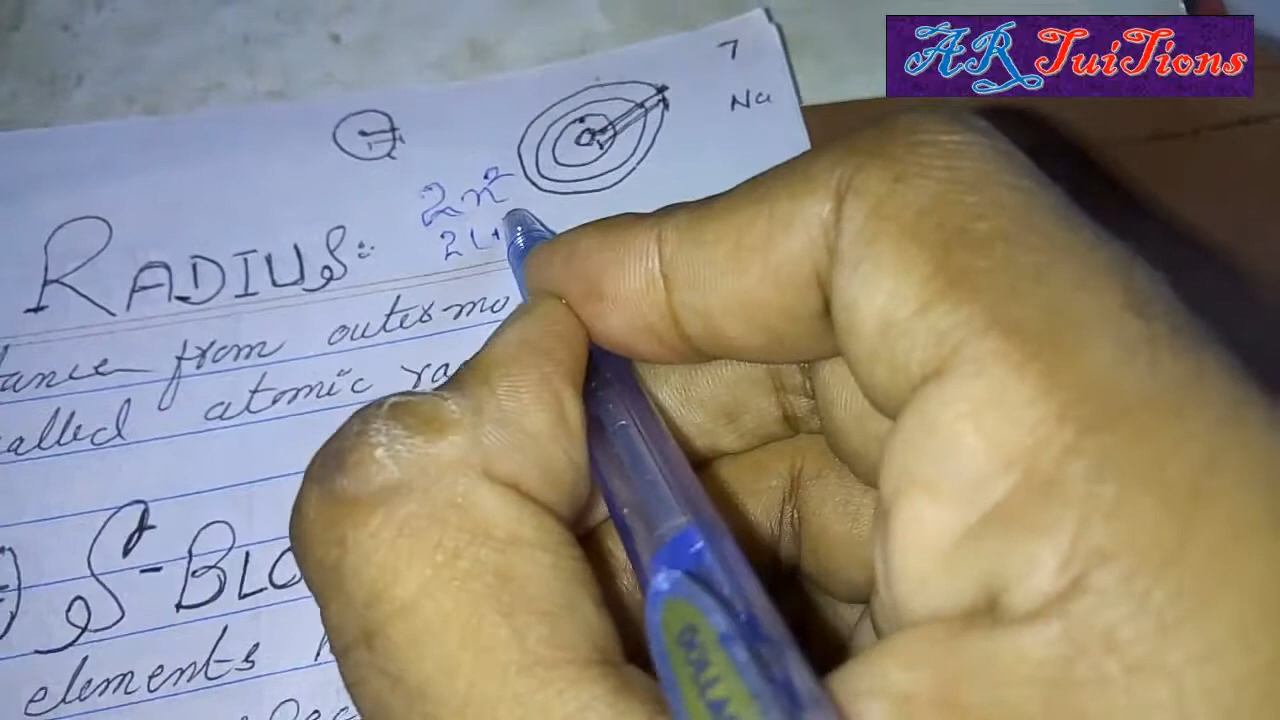 AR TuiTions
7
Na
2n²
RADIUS:
from outermo
called atomic ra
S-BLO
elements